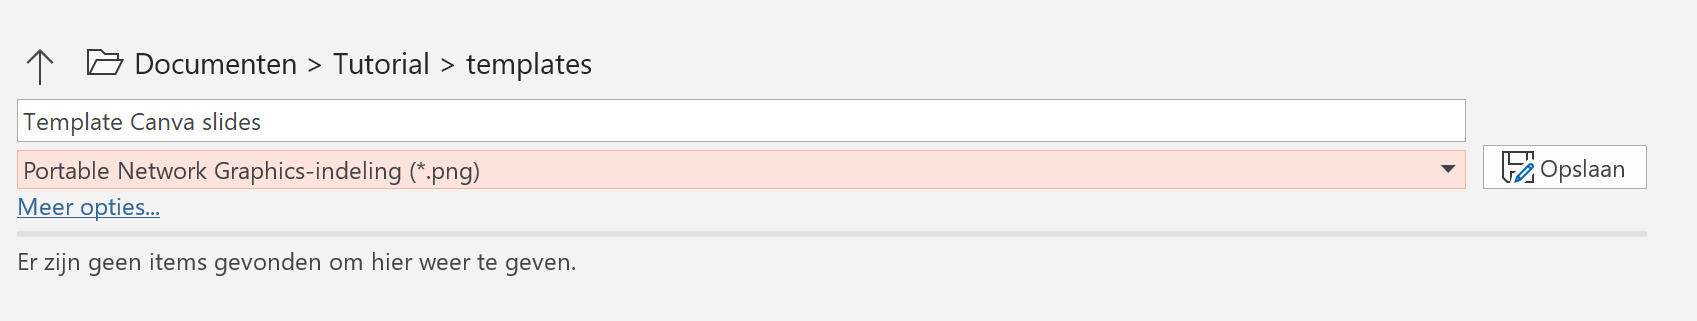 Documenten > Tutorial > templates
Template Canva slides
Portable Network Graphics-indeling (*.png)
Opslaan
Meer opties...
Er zijn geen items gevonden om hier weer te geven.